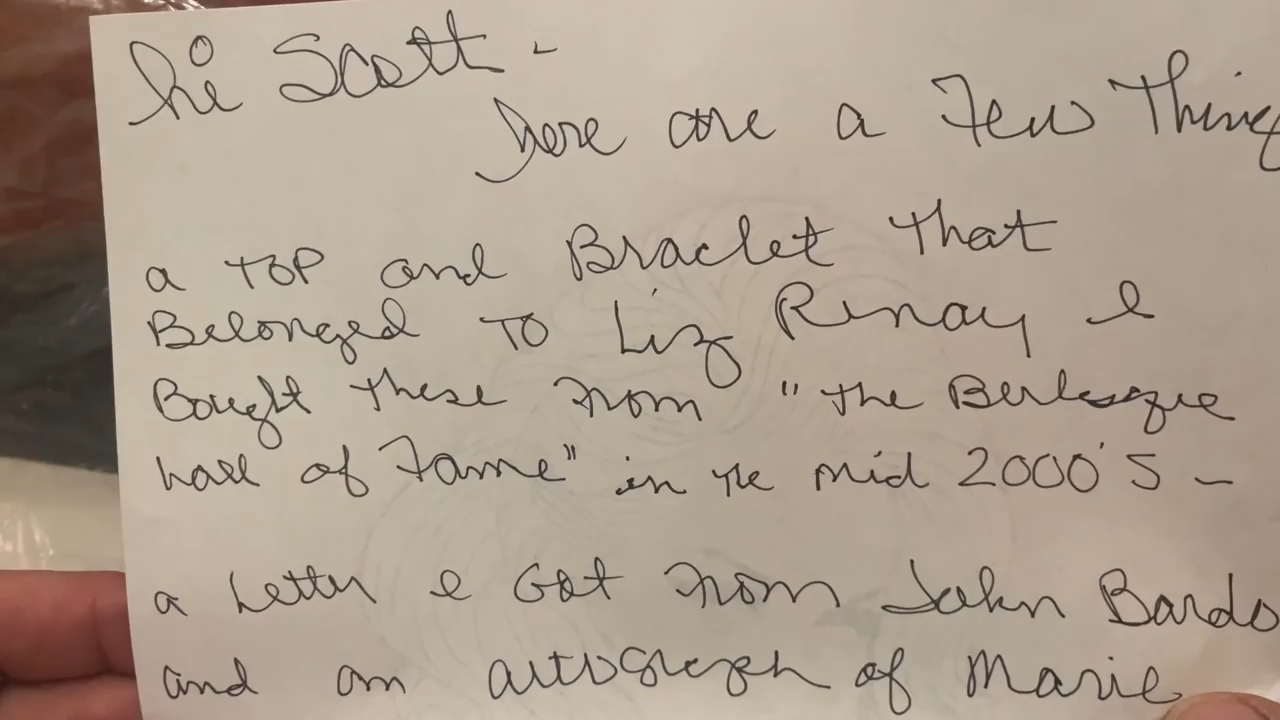 hi Scott -
here are a Few Thing
a TOP and Braclet That
Belonged TO Liz Renay I
Bought These From "The Berlesque
hall of Fame" in The mid 2000'S -
a Letter I Got From John Bardo
and an autograph of Marie